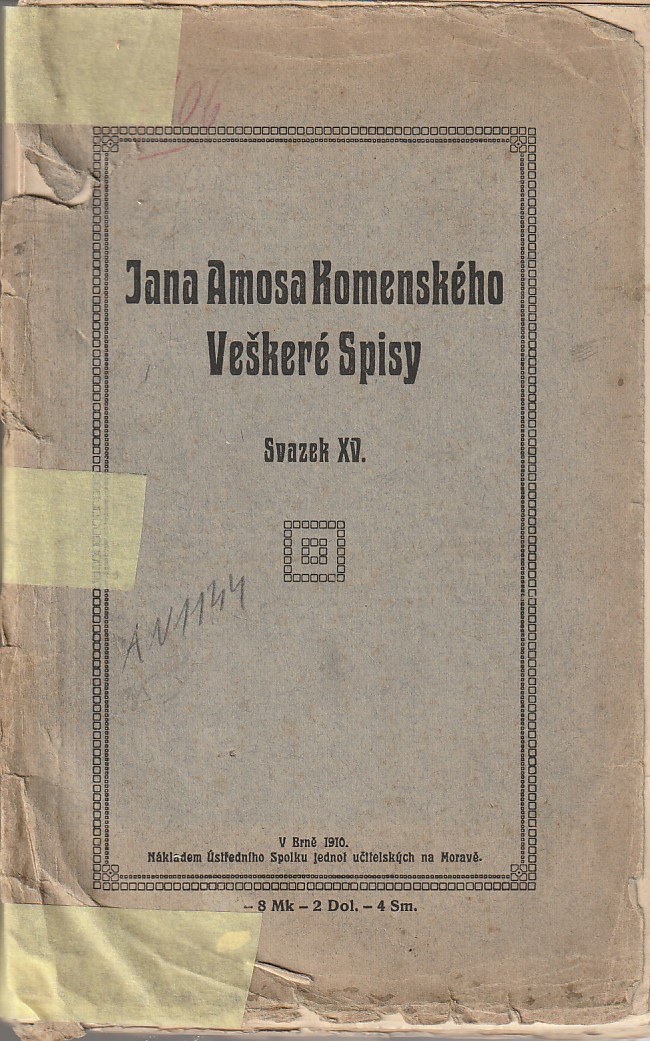 06
Jana Amosa Komenského
Veškeré Spisy
Svazek XV.
V Brně 1910.
Nákladem Ústředního Spolku jednot učitelských na Moravě.
– 8 Mk – 2 Dol. – 4 Sm.